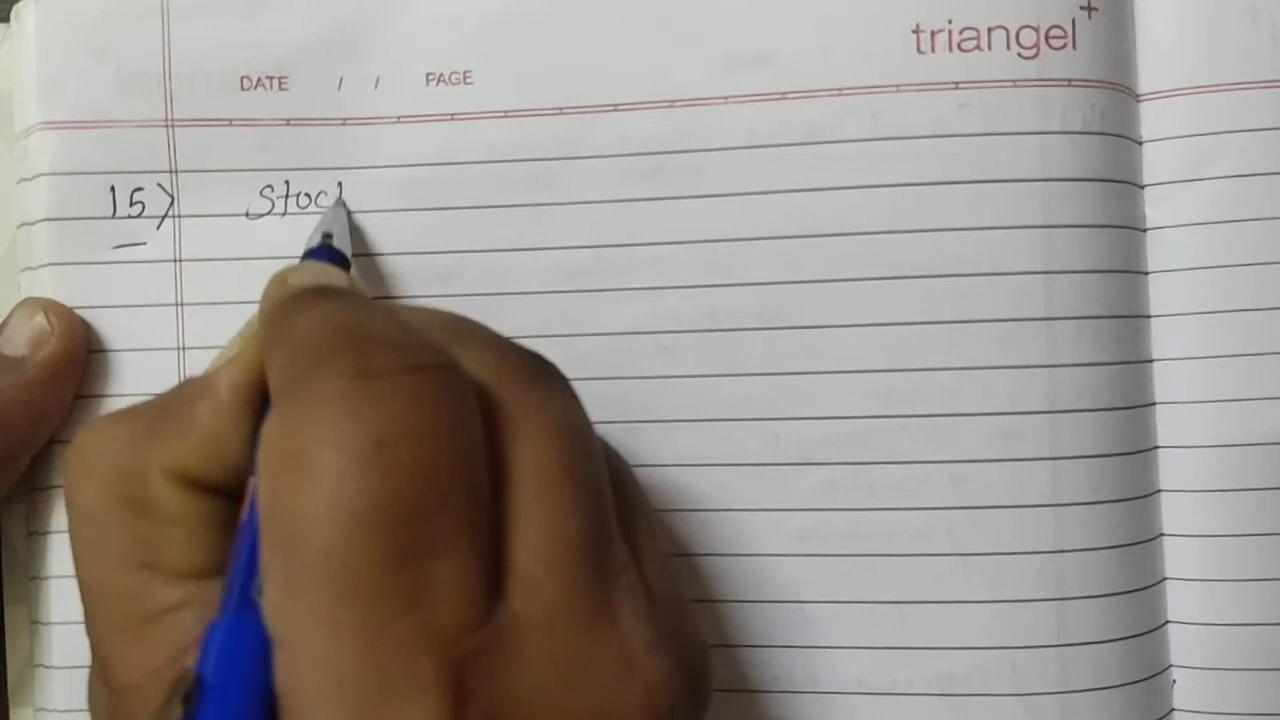 triangel+
DATE / / PAGE
15) Stoc